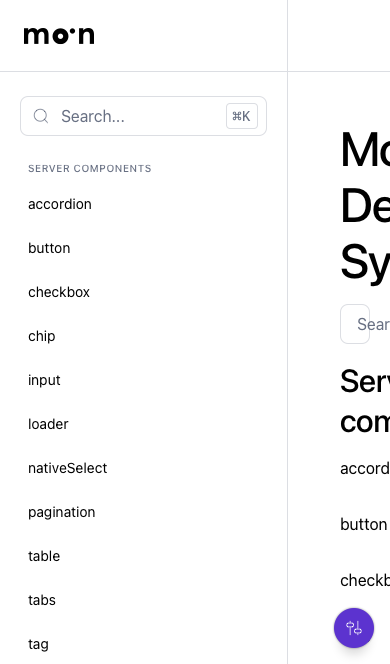 moon
Search...
⌘K
SERVER COMPONENTS
accordion
button
checkbox
chip
input
loader
nativeSelect
pagination
table
tabs
tag
Mo
De
Sy
Sear
Serv
com
accord
button
checkb